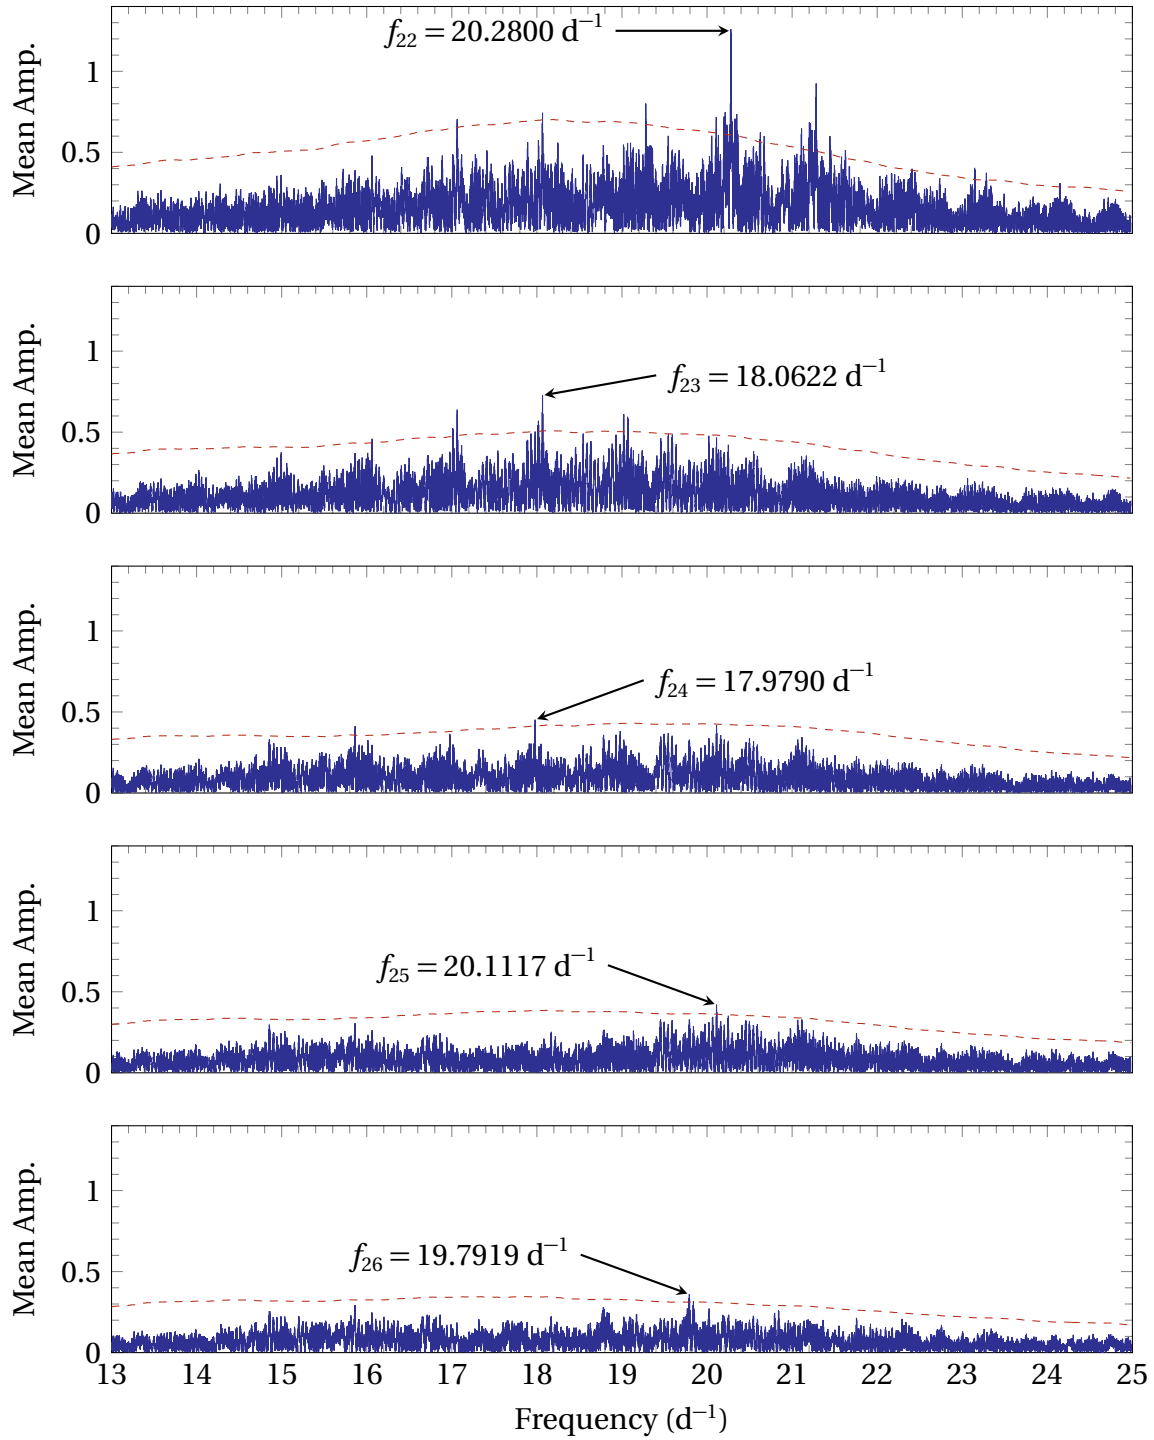 f22 = 20.2800 d−1
Mean Amp.
1
0.5
0
f23 = 18.0622 d−1
Mean Amp.
1
0.5
0
f24 = 17.9790 d−1
Mean Amp.
1
0.5
0
f25 = 20.1117 d−1
Mean Amp.
1
0.5
0
f26 = 19.7919 d−1
Mean Amp.
1
0.5
0
13 14 15 16 17 18 19 20 21 22 23 24 25
Frequency (d−1)